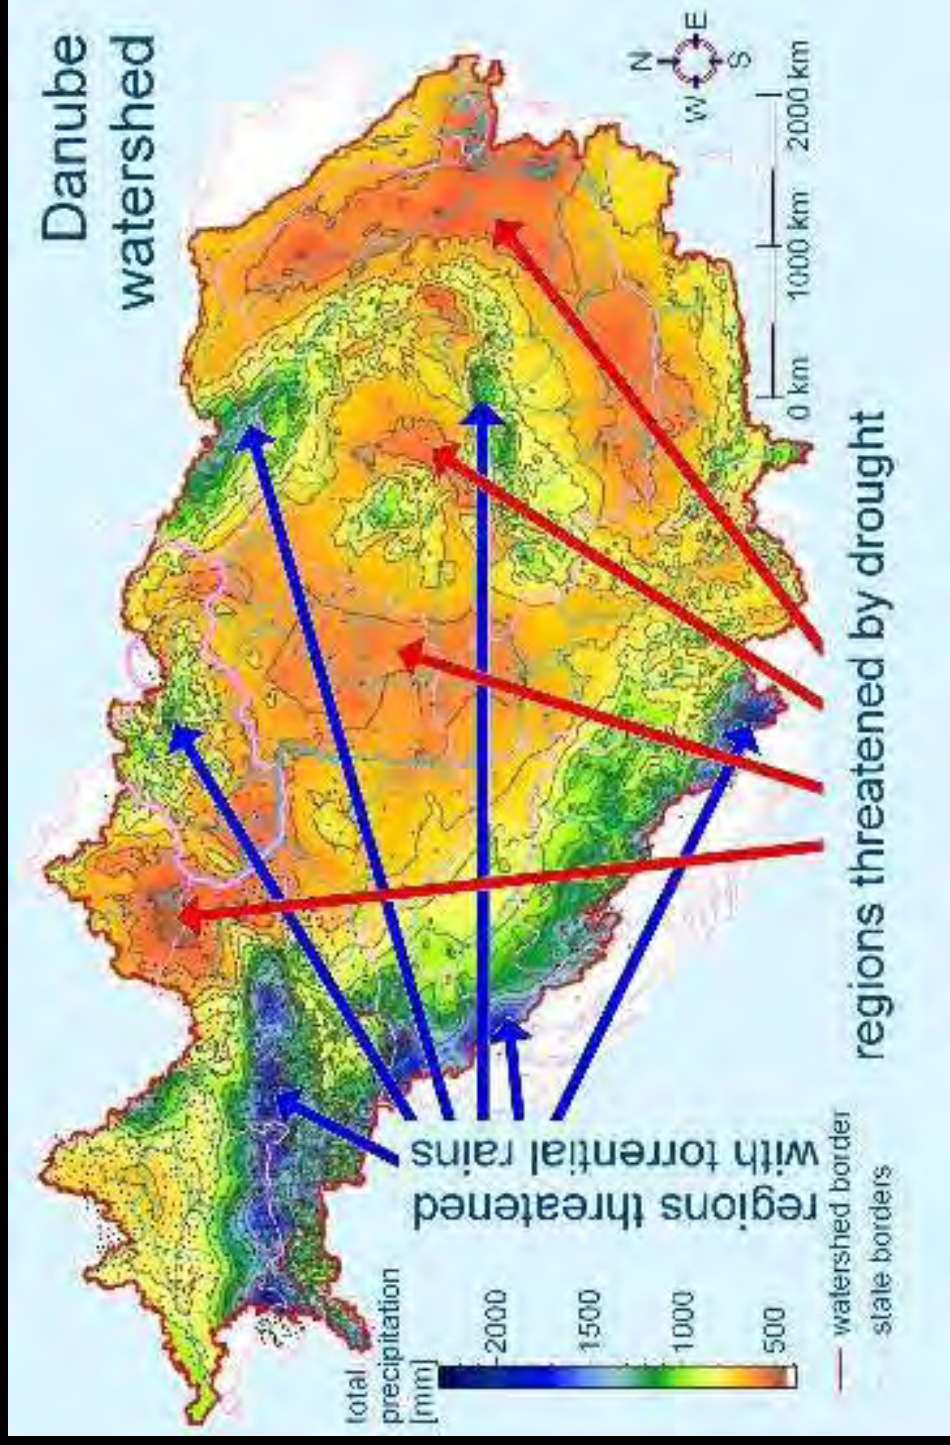 Danube
watershed
N
E
S
W
0 km
1000 km
2000 km
regions threatened by drought
regions threatened
with torrential rains
total
precipitation
[mm]
2000
1500
1000
500
watershed border
state borders